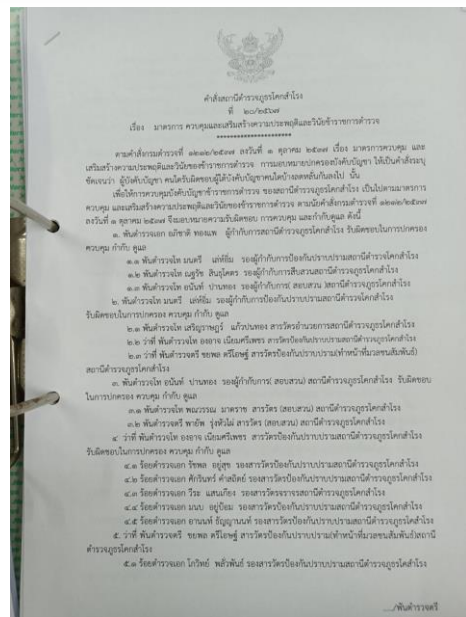 คำสั่งสถานีตำรวจภูธรโคกสำโรง
ที่ ๒๐/๒๕๖๗
เรื่อง มาตรการ ควบคุมและเสริมสร้างความประพฤติและวินัยข้าราชการตำรวจ
**********************
ตามคำสั่งกรมตำรวจที่ ๑๒๑๒/๒๕๓๗ ลงวันที่ ๑ ตุลาคม ๒๕๓๗ เรื่อง มาตรการควบคุม และ
เสริมสร้างความประพฤติและวินัยของข้าราชการตำรวจ การมอบหมายปกครองบังคับบัญชา ให้เป็นคำสั่งระบุ
ชัดเจนว่า ผู้บังคับบัญชา คนใดรับผิดชอบผู้ใต้บังคับบัญชาคนใดบ้างลดหลั่นกันลงไป นั้น
เพื่อให้การควบคุมบังคับบัญชาข้าราชการตำรวจ ของสถานีตำรวจภูธรโคกสำโรง เป็นไปตามมาตรการ
ควบคุม และเสริมสร้างความประพฤติและวินัยของข้าราชการตำรวจ ตามนัยคำสั่งกรมตำรวจที่ ๑๒๑๒/๒๕๓๗
ลงวันที่ ๑ ตุลาคม ๒๕๓๗ จึงมอบหมายความรับผิดชอบ การควบคุม และกำกับดูแล ดังนี้
๑. พันตำรวจเอก อภิชาติ ทองแพ ผู้กำกับการสถานีตำรวจภูธรโคกสำโรง รับผิดชอบในการปกครอง
ควบคุม กำกับ ดูแล
๑.๑ พันตำรวจโท มนตรี เล่ห์อิ่ม รองผู้กำกับการป้องกันปราบปรามสถานีตำรวจภูธรโคกสำโรง
๑.๒ พันตำรวจโท ณฐรัช สินธุโคตร รองผู้กำกับการสืบสวนสถานีตำรวจภูธรโคกสำโรง
๑.๓ พันตำรวจโท อนันท์ ปานทอง รองผู้กำกับการ( สอบสวน )สถานีตำรวจภูธรโคกสำโรง
๒. พันตำรวจโท มนตรี เล่ห์อิ่ม รองผู้กำกับการป้องกันปราบปรามสถานีตำรวจภูธรโคกสำโรง
รับผิดชอบในการปกครอง ควบคุม กำกับ ดูแล
๒.๑ พันตำรวจโท เสริฐราษฎร์ แก้วปนทอง สารวัตรอำนวยการสถานีตำรวจภูธรโคกสำโรง
๒.๒ ว่าที่ พันตำรวจโท องอาจ เนียมศรีเพชร สารวัตรป้องกันปราบปรามสถานีตำรวจภูธรโคกสำโรง
๒.๓ ว่าที่ พันตำรวจตรี ชยพล ตรีโอษฐ์ สารวัตรป้องกันปราบปราม(ทำหน้าที่มวลชนสัมพันธ์)
สถานีตำรวจภูธรโคกสำโรง
๓. พันตำรวจโท อนันท์ ปานทอง รองผู้กำกับการ( สอบสวน) สถานีตำรวจภูธรโคกสำโรง รับผิดชอบ
ในการปกครอง ควบคุม กำกับ ดูแล
๓.๑ พันตำรวจโท พณวรรณ มาตราช สารวัตร (สอบสวน) สถานีตำรวจภูธรโคกสำโรง
๓.๒ พันตำรวจตรี พายัพ รุ่งหัวไผ่ สารวัตร (สอบสวน) สถานีตำรวจภูธรโคกสำโรง
๔ ว่าที่ พันตำรวจโท องอาจ เนียมศรีเพชร สารวัตรป้องกันปราบปรามสถานีตำรวจภูธรโคกสำโรง
รับผิดชอบในการปกครอง ควบคุม กำกับ ดูแล
๔.๑ ร้อยตำรวจเอก รัชพล อยู่สุข รองสารวัตรป้องกันปราบปรามสถานีตำรวจภูธรโคกสำโรง
๔.๒ ร้อยตำรวจเอก ศักรินทร์ คำสถิตย์ รองสารวัตรป้องกันปราบปรามสถานีตำรวจภูธรโคกสำโรง
๔.๓ ร้อยตำรวจเอก วีระ แสนเกียง รองสารวัตรจราจรสถานีตำรวจภูธรโคกสำโรง
๔.๔ ร้อยตำรวจเอก มนบ อยู่ป้อม รองสารวัตรป้องกันปราบปรามสถานีตำรวจภูธรโคกสำโรง
๔.๕ ร้อยตำรวจเอก อานนท์ ธัญญานนท์ รองสารวัตรป้องกันปราบปรามสถานีตำรวจภูธรโคกสำโรง
๕. ว่าที่ พันตำรวจตรี ชยพล ตรีโอษฐ์ สารวัตรป้องกันปราบปราม(ทำหน้าที่มวลชนสัมพันธ์)สถานี
ตำรวจภูธรโคกสำโรง
๕.๑ ร้อยตำรวจเอก โกวิทย์ พลั่วพันธ์ รองสารวัตรป้องกันปราบปรามสถานีตำรวจภูธรโคกสำโรง
..../พันตำรวจตรี